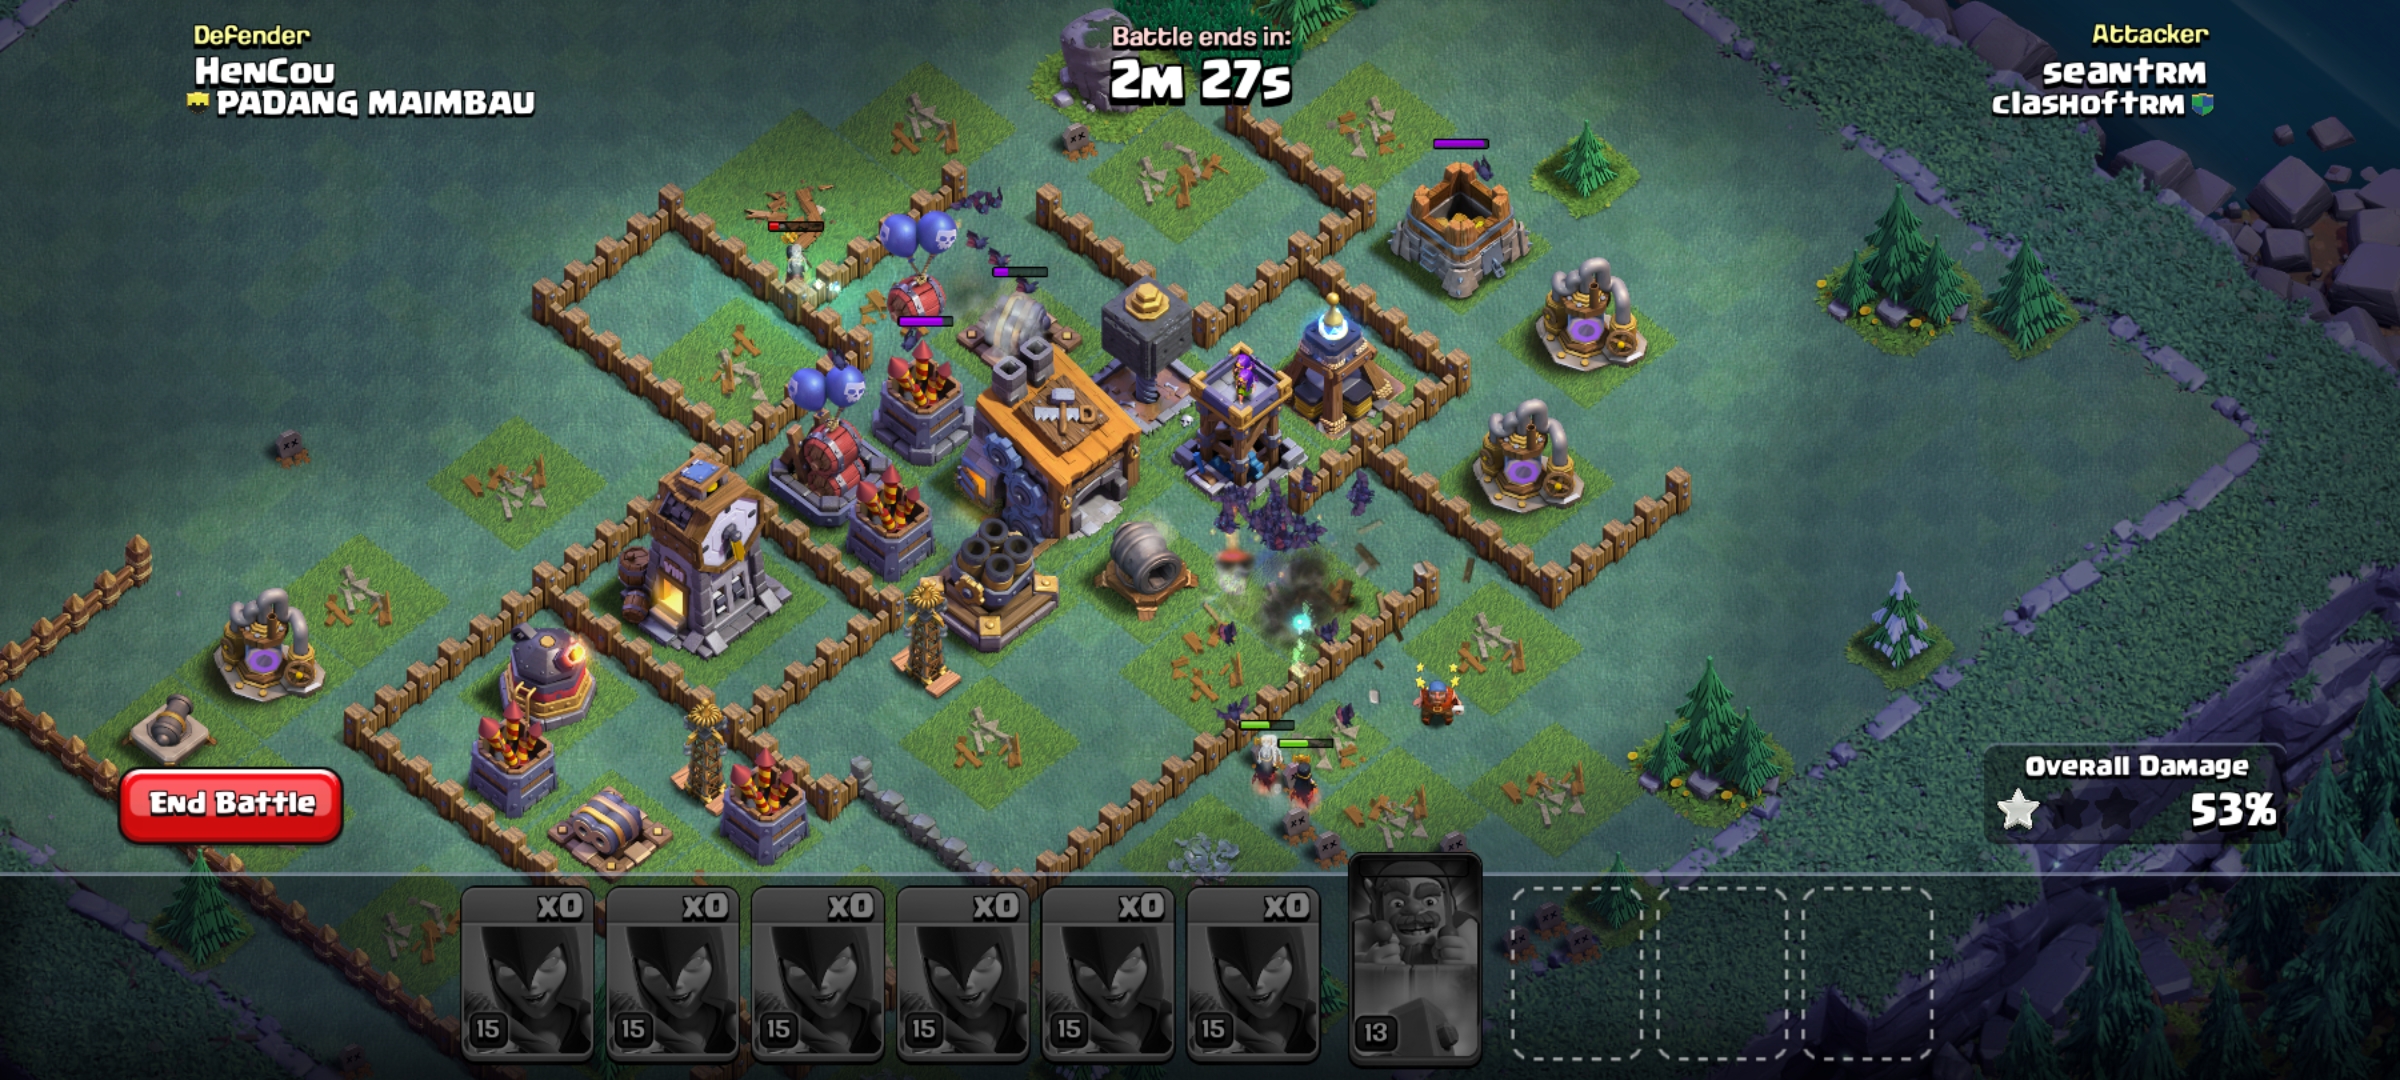 Defender
HenCou
PADANG MAIMBAU
Battle ends in:
2M 27s
Attacker
seantRM
clashoftRM
End Battle
Overall Damage
53%
x0
x0
x0
x0
x0
x0
15
15
15
15
15
15
13